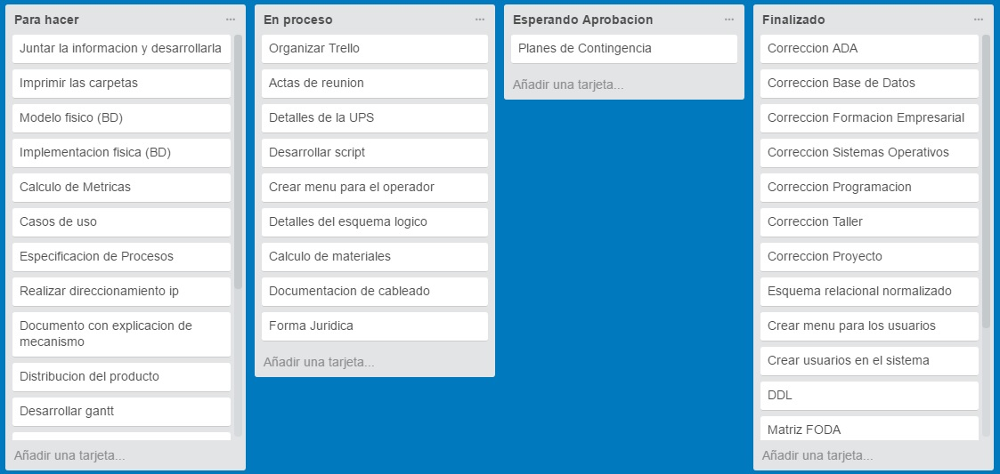 Para hacer
Juntar la informacion y desarrollarla
Imprimir las carpetas
Modelo fisico (BD)
Implementacion fisica (BD)
Calculo de Metricas
Casos de uso
Especificacion de Procesos
Realizar direccionamiento ip
Documento con explicacion de
mecanismo
Distribucion del producto
Desarrollar gantt
Añadir una tarjeta...
En proceso
Organizar Trello
Actas de reunion
Detalles de la UPS
Desarrollar script
Crear menu para el operador
Detalles del esquema logico
Calculo de materiales
Documentacion de cableado
Forma Juridica
Añadir una tarjeta...
Esperando Aprobacion
Planes de Contingencia
Añadir una tarjeta...
Finalizado
Correccion ADA
Correccion Base de Datos
Correccion Formacion Empresarial
Correccion Sistemas Operativos
Correccion Programacion
Correccion Taller
Correccion Proyecto
Esquema relacional normalizado
Crear menu para los usuarios
Crear usuarios en el sistema
DDL
Matriz FODA
Añadir una tarjeta...